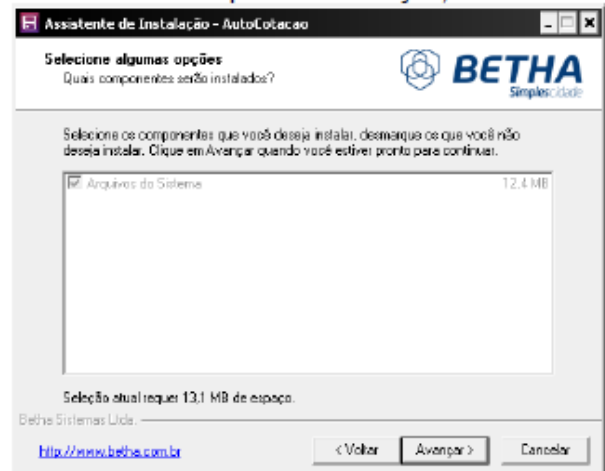 Assistente de Instalação - AutoCotacao
Selecione algumas opções
Quais componentes serão instalados?
BETHA
Simplescidade
Selecione os componentes que você deseja instalar, desmarque os que você não
deseja instalar. Clique em Avançar quando você estiver pronto para continuar.
Arquivos do Sistema 12,4 MB
Seleção atual requer 13,1 MB de espaço.
Betha Sistemas Ltda.
http://www.betha.com.br
< Voltar Avançar > Cancelar